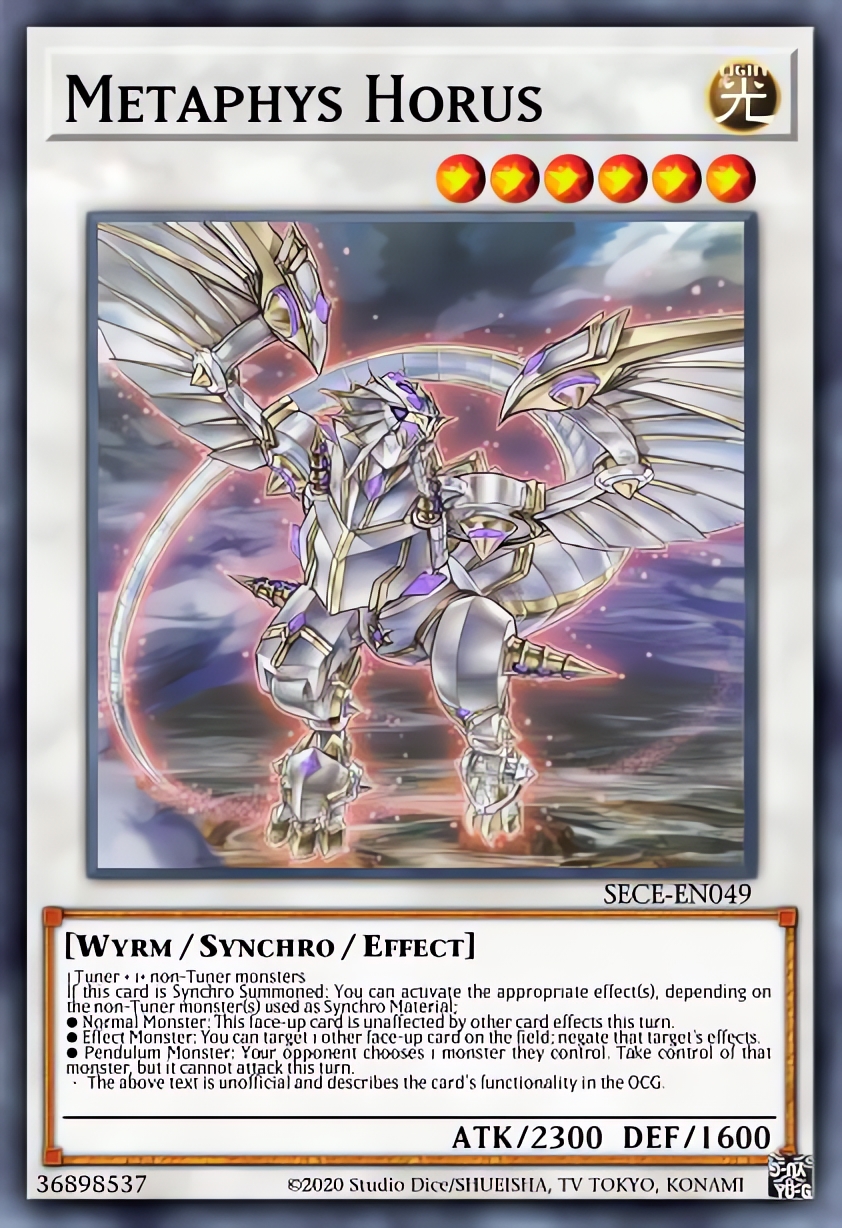 METAPHYS HORUS
光
SECE-EN049
[WYRM / SYNCHRO / EFFECT]
1 Tuner + 1+ non-Tuner monsters
If this card is Synchro Summoned: You can activate the appropriate effect(s), depending on
the non-Tuner monster(s) used as Synchro Material;
● Normal Monster: This face-up card is unaffected by other card effects this turn.
● Effect Monster: You can target 1 other face-up card on the field; negate that target's effects.
● Pendulum Monster: Your opponent chooses 1 monster they control. Take control of that
monster, but it cannot attack this turn.
· The above text is unofficial and describes the card's functionality in the OCG.
ATK/2300 DEF/1600
36898537
©2020 Studio Dice/SHUEISHA, TV TOKYO, KONAMI